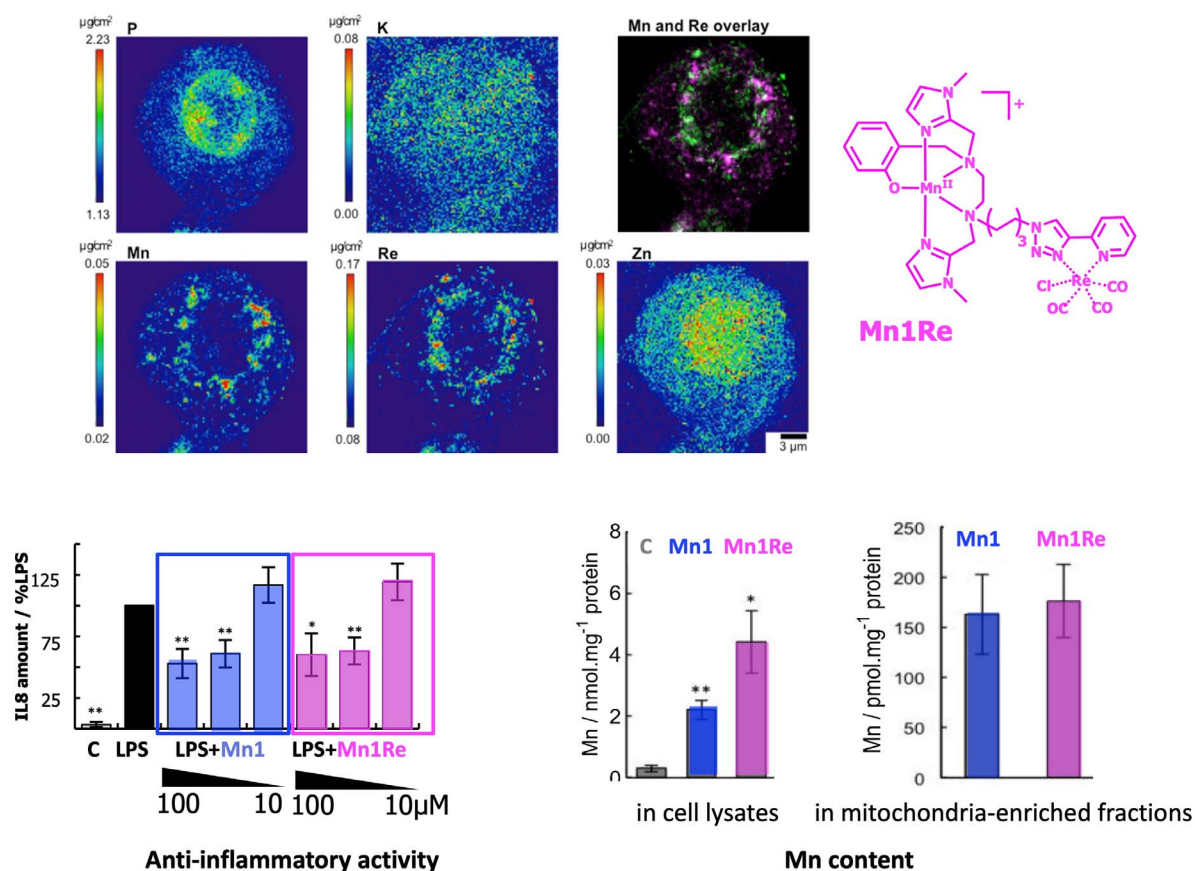 µg/cm²
P
2.23
1.13
µg/cm²
K
0.08
0.00
Mn and Re overlay
µg/cm²
Mn
0.05
0.02
µg/cm²
Re
0.17
0.08
µg/cm²
Zn
0.03
0.00
3 µm
N
N
⁺
N
O
Mnᴵᴵ
N
N
N
N
3
N
N
N
N
Cl
Re
CO
OC
CO
Mn1Re
IL8 amount / %LPS
125
75
25
**
**
**
*
**
C
LPS
LPS+Mn1
LPS+Mn1Re
100
10
100
10µM
Anti-inflammatory activity
Mn / nmol.mg⁻¹ protein
8
6
4
2
0
C
Mn1
Mn1Re
**
*
in cell lysates
Mn / pmol.mg⁻¹ protein
250
200
150
100
50
0
Mn1
Mn1Re
in mitochondria-enriched fractions
Mn content